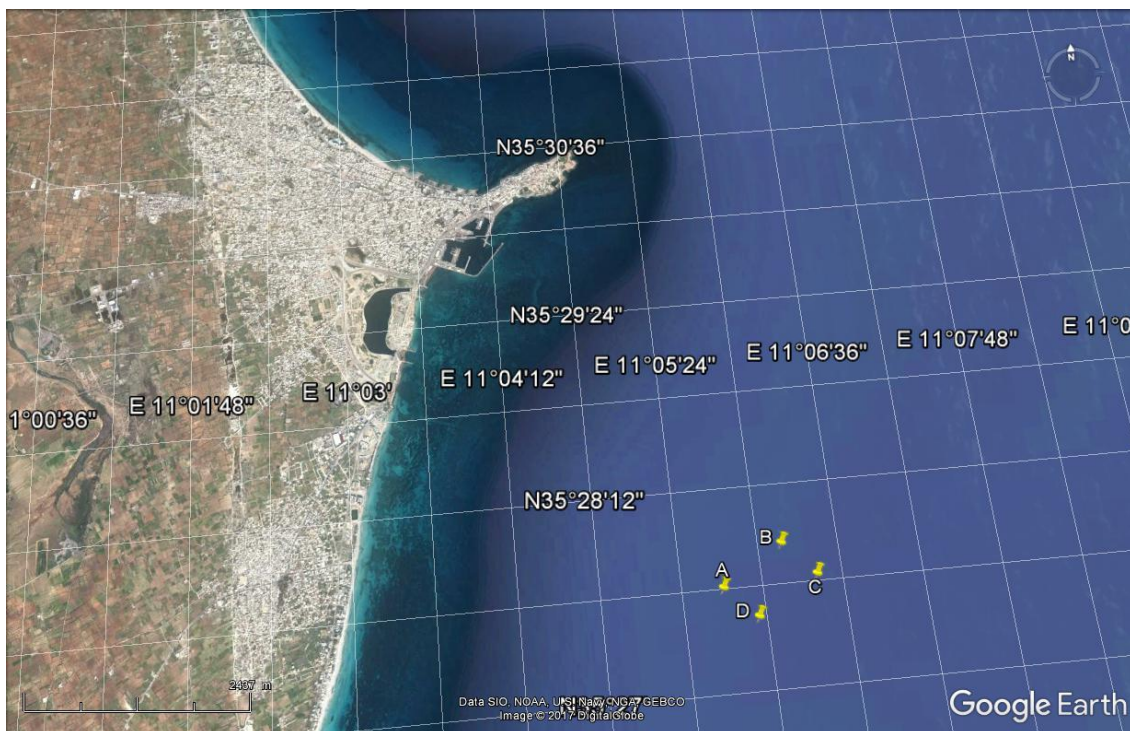 N
N35°30'36"
N35°29'24"
E 11°0
E 11°07'48"
E 11°06'36"
E 11°05'24"
E 11°04'12"
E 11°03'
E 11°01'48"
1°00'36"
N35°28'12"
B
A
C
D
2437 m
Data SIO, NOAA, U.S. Navy, NGA, GEBCO
Image © 2017 DigitalGlobe
Google Earth